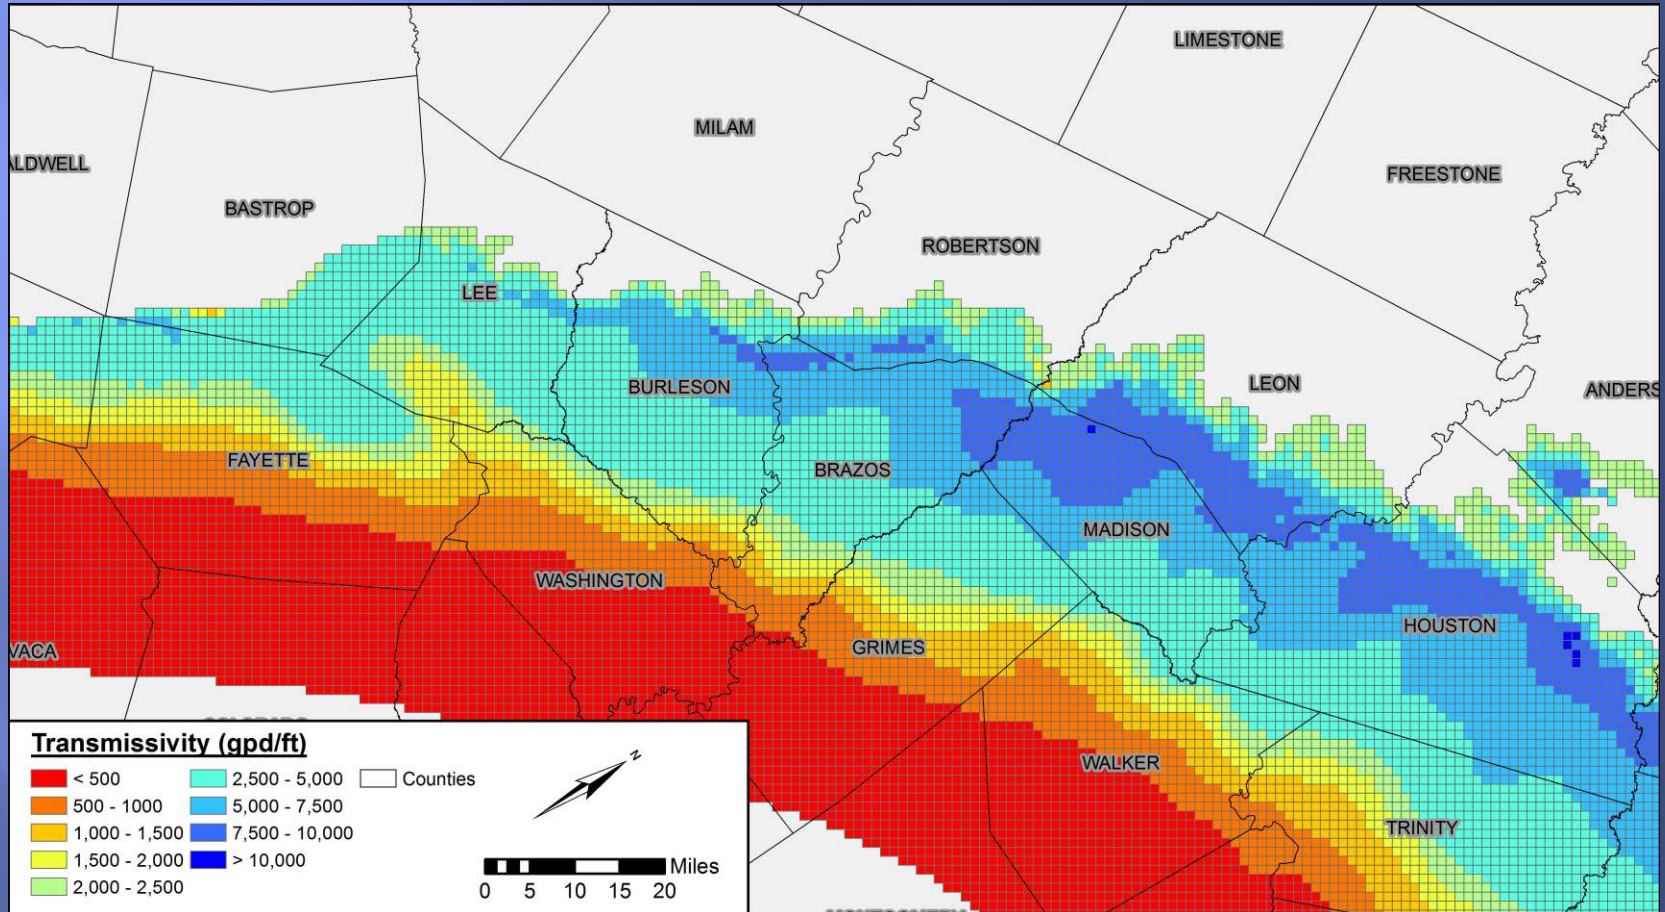 LIMESTONE
MILAM
ALDWELL
FREESTONE
BASTROP
ROBERTSON
LEE
BURLESON
LEON
ANDERS
FAYETTE
BRAZOS
MADISON
WASHINGTON
HOUSTON
VACA
GRIMES
WALKER
TRINITY
Transmissivity (gpd/ft)
< 500
500 - 1000
1,000 - 1,500
1,500 - 2,000
2,000 - 2,500
2,500 - 5,000
5,000 - 7,500
7,500 - 10,000
> 10,000
Counties
N
Miles
0 5 10 15 20